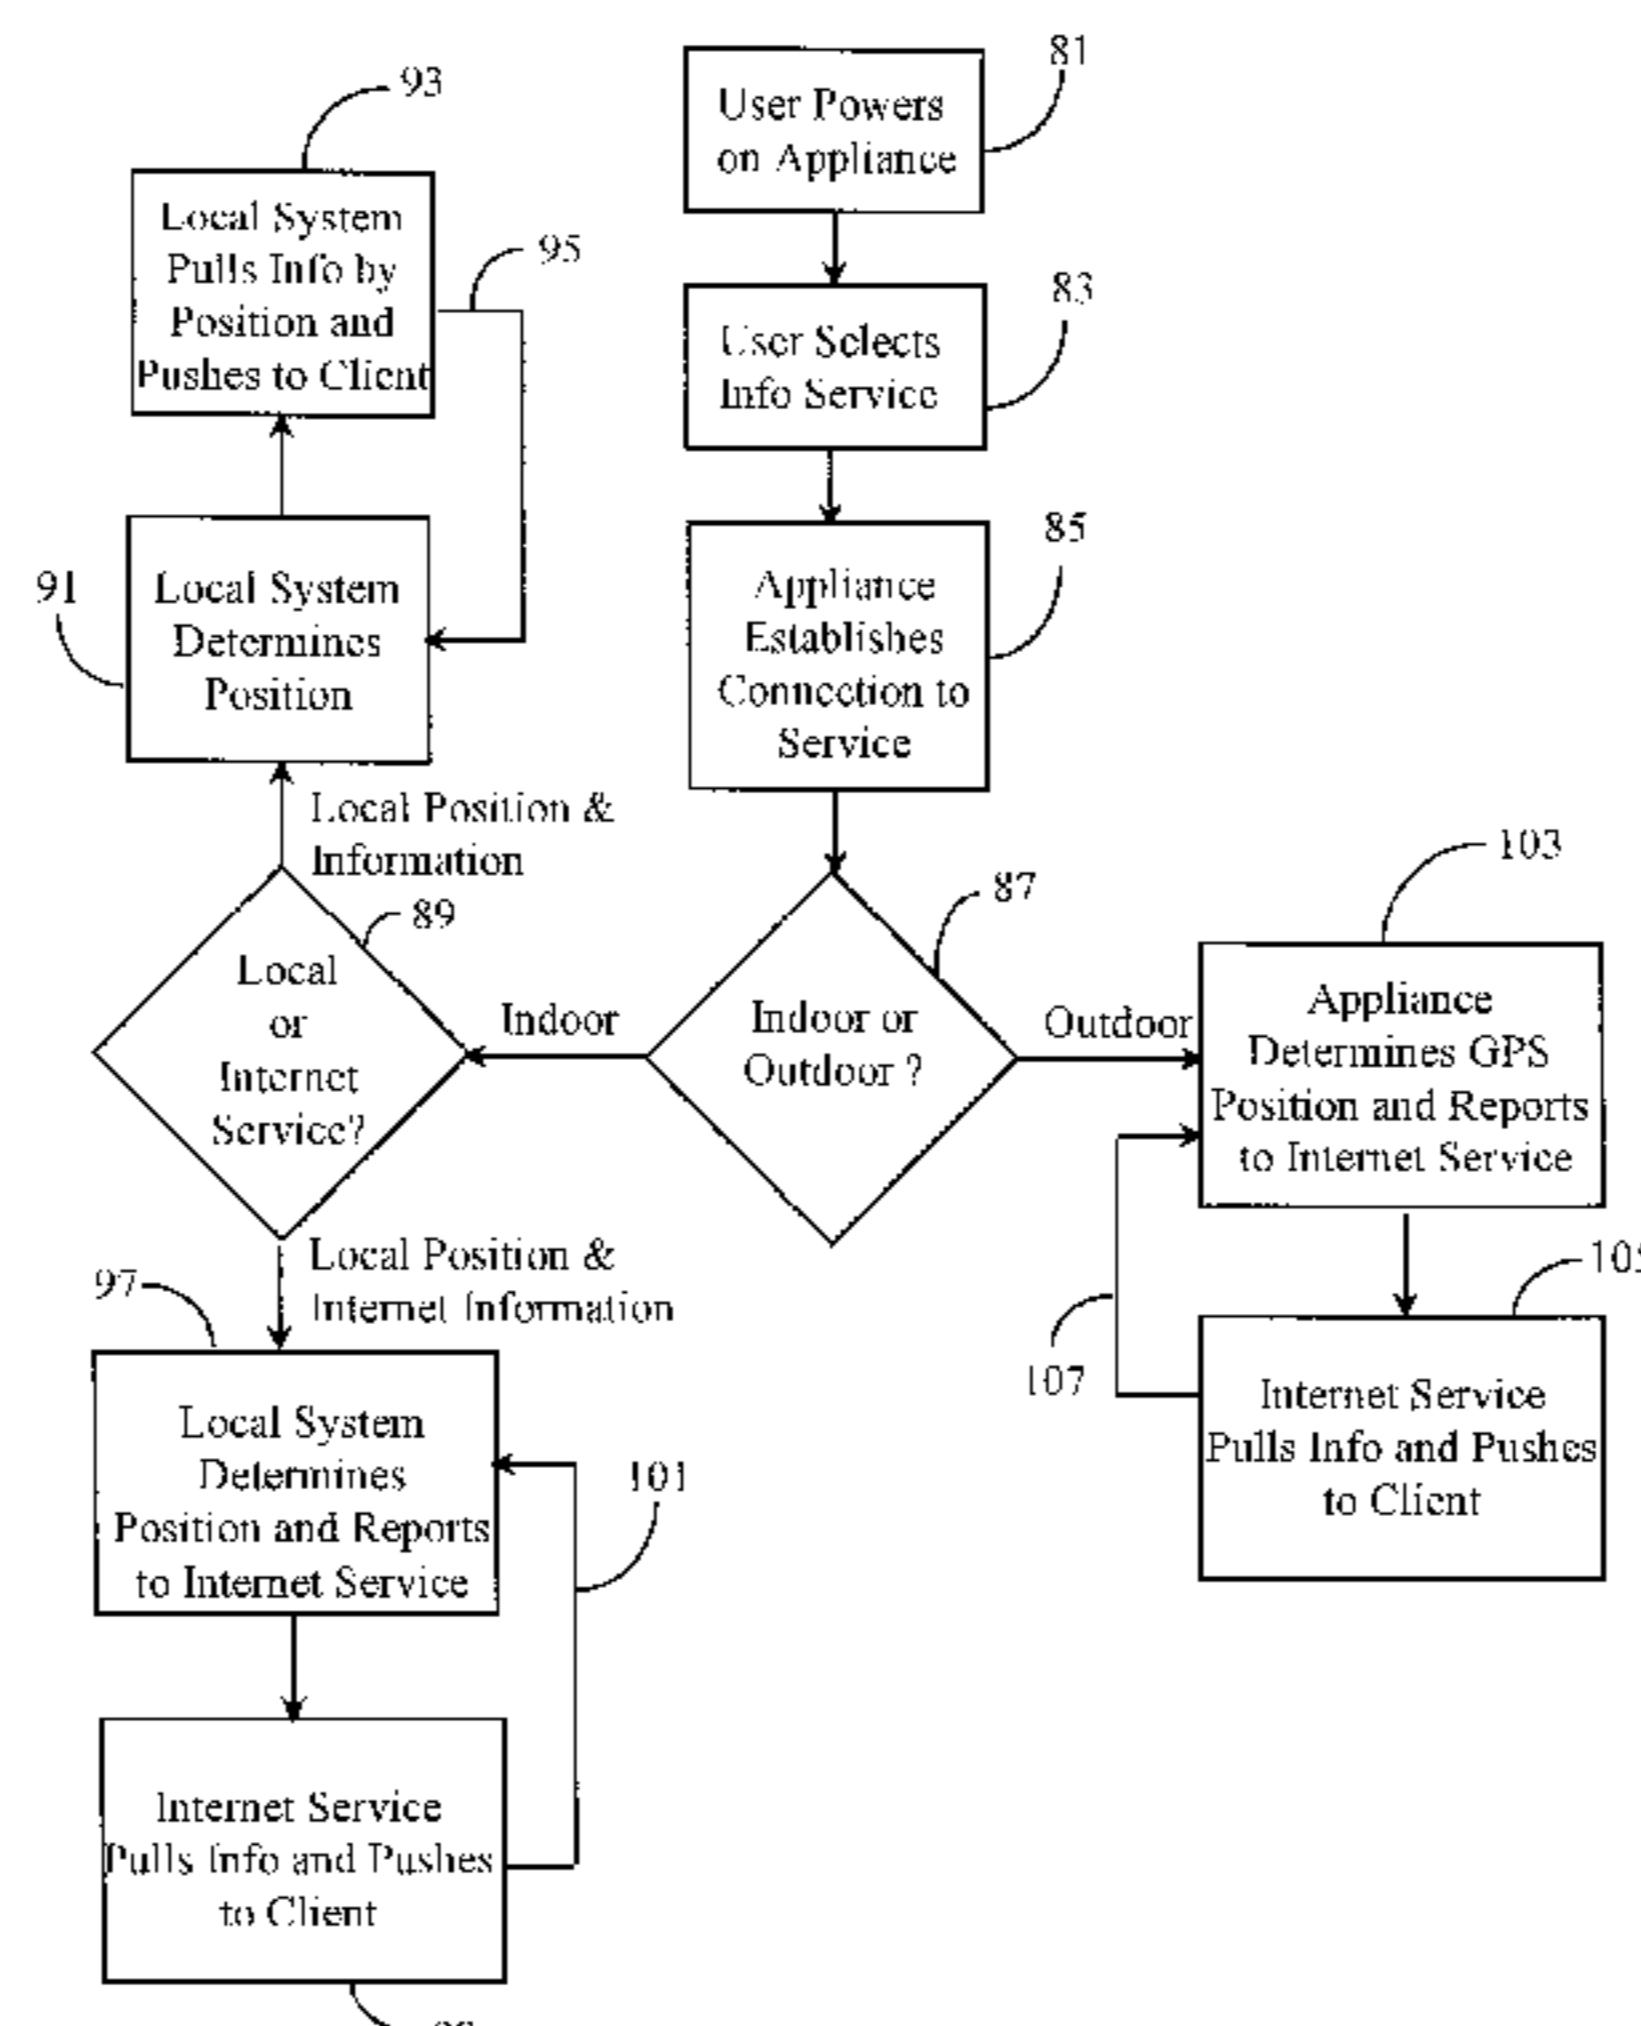 81
User Powers
on Appliance
83
User Selects
Info Service
85
Appliance
Establishes
Connection to
Service
87
Indoor or
Outdoor ?
Indoor
Outdoor
89
Local
or
Internet
Service?
Local Position &
Information
91
Local System
Determines
Position
93
Local System
Pulls Info by
Position and
Pushes to Client
95
Local Position &
Internet Information
97
Local System
Determines
Position and Reports
to Internet Service
101
Internet Service
Pulls Info and Pushes
to Client
103
Appliance
Determines GPS
Position and Reports
to Internet Service
107
Internet Service
Pulls Info and Pushes
to Client